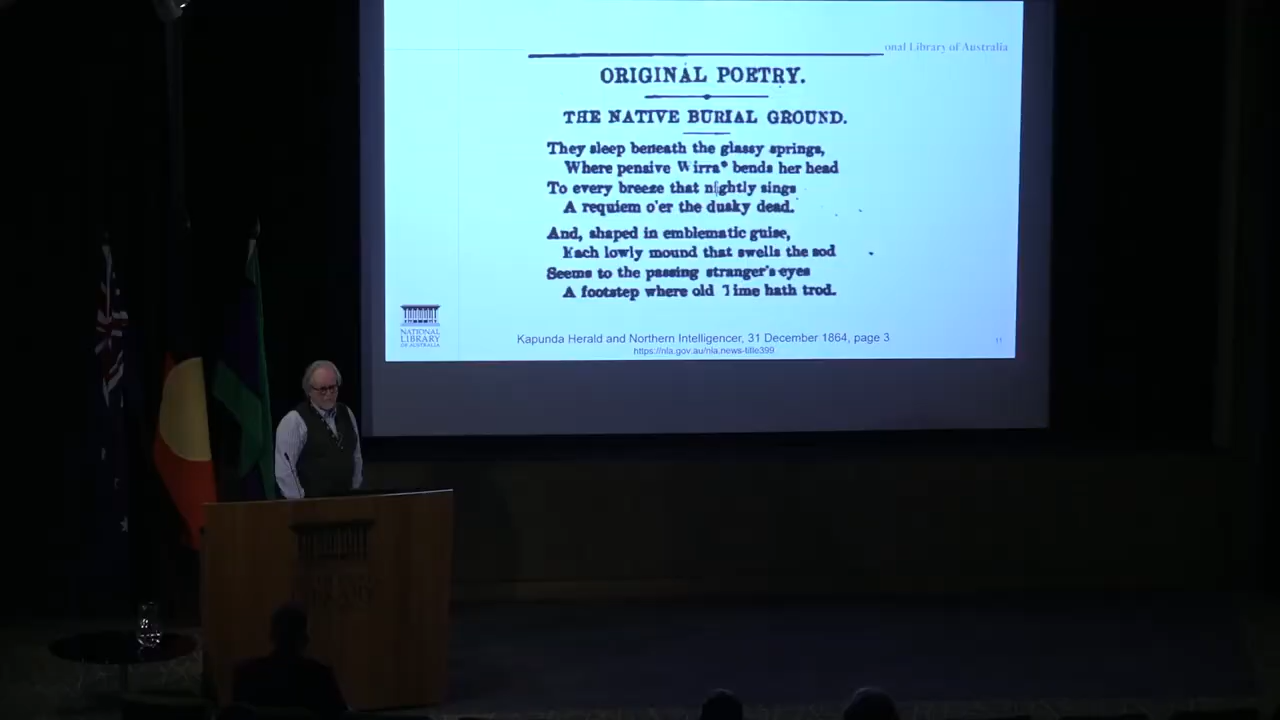 onal Library of Australia
ORIGINAL POETRY.
THE NATIVE BURIAL GROUND.
They sleep beneath the glassy springs,
Where pensive Wirra* bends her head
To every breeze that nightly sings
A requiem o'er the dusky dead.
And, shaped in emblematic guise,
Each lowly mound that swells the sod
Seems to the passing stranger's eyes
A footstep where old Time hath trod.
NATIONAL
LIBRARY
OF AUSTRALIA
Kapunda Herald and Northern Intelligencer, 31 December 1864, page 3
https://nla.gov.au/nla.news-title399
11